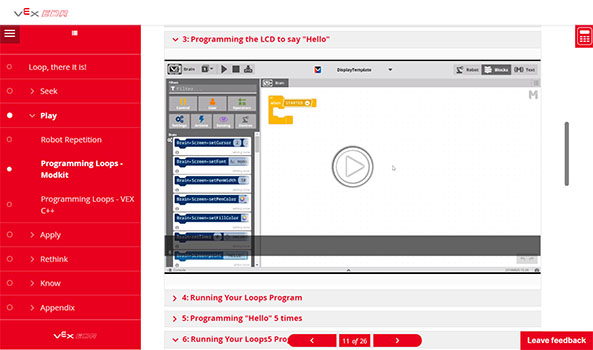 VEX EDR
3: Programming the LCD to say "Hello"
Loop, there it is!
Seek
Play
Robot Repetition
Programming Loops - Modkit
Programming Loops - VEX C++
Apply
Rethink
Know
Appendix
VEX EDR
Brain
DisplayTemplate
Robot
Blocks
Text
Filter...
Brain
when STARTED
Brain
Brain Screen setCursor
Brain Screen setFont
Brain Screen setPenWidth
Brain Screen setPenColor
Brain Screen setFillColor
4: Running Your Loops Program
5: Programming "Hello" 5 times
6: Running Your Loops5 Pro
11 of 26
Leave feedback